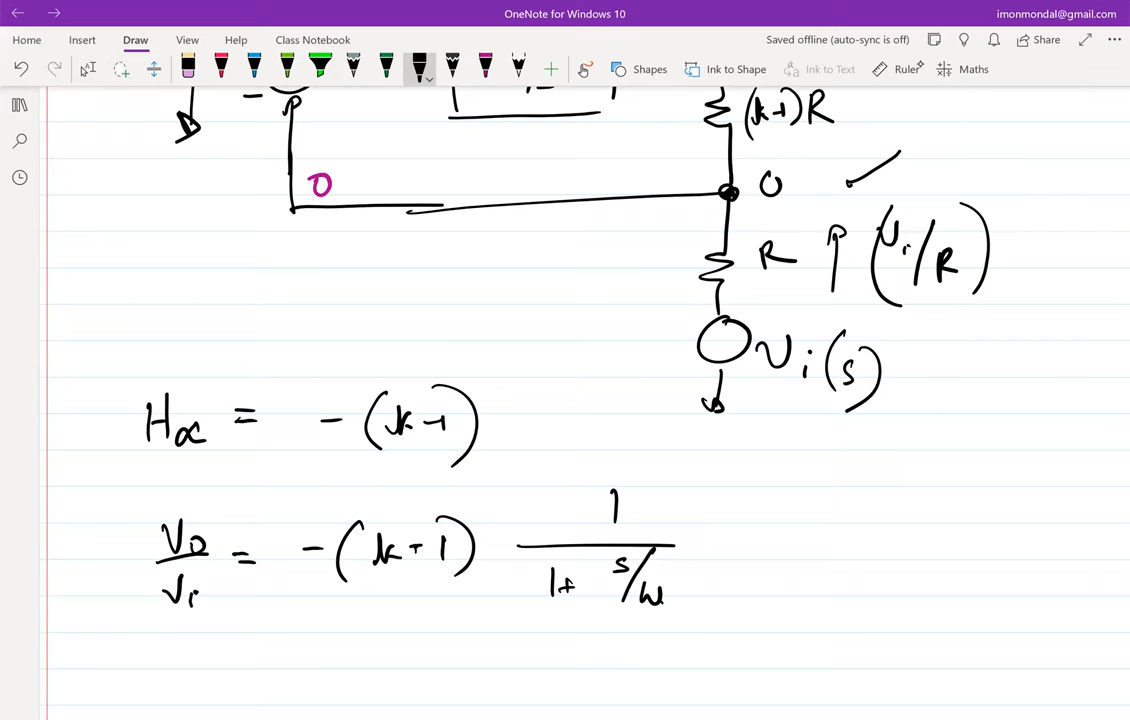 OneNote for Windows 10
imonmondal@gmail.com
Home Insert Draw View Help Class Notebook
Saved offline (auto-sync is off)
Share
Shapes
Ink to Shape
Ink to Text
Ruler
Maths
(k-1)R
0
0
R
(Vi/R)
Vi(s)
H∝ = -(k-1)
Vo/Vi = -(k-1) 1/(1+ s/ω